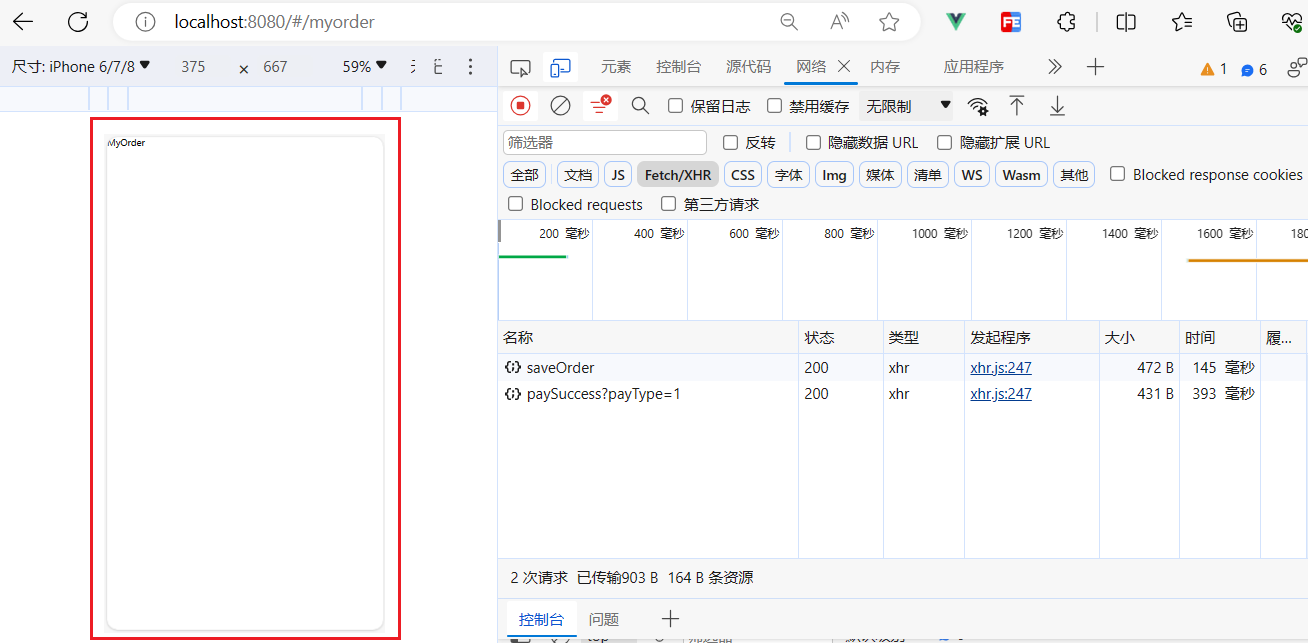 localhost:8080/#/myorder
尺寸: iPhone 6/7/8 375 × 667 59%
元素 控制台 源代码 网络 内存 应用程序 1 6
保留日志 禁用缓存 无限制
筛选器 反转 隐藏数据 URL 隐藏扩展 URL
全部 文档 JS Fetch/XHR CSS 字体 Img 媒体 清单 WS Wasm 其他 Blocked response cookies
Blocked requests 第三方请求
200 毫秒 400 毫秒 600 毫秒 800 毫秒 1000 毫秒 1200 毫秒 1400 毫秒 1600 毫秒
MyOrder
名称 状态 类型 发起程序 大小 时间 履...
saveOrder 200 xhr xhr.js:247 472 B 145 毫秒
paySuccess?payType=1 200 xhr xhr.js:247 431 B 393 毫秒
2 次请求 已传输903 B 164 B 条资源
控制台 问题